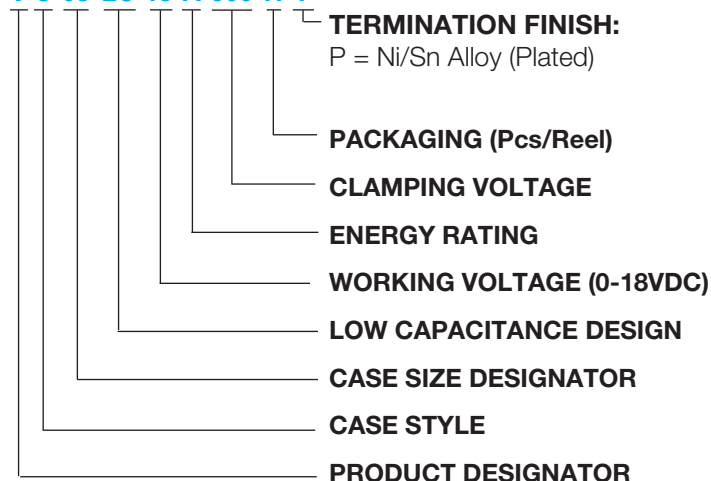 TERMINATION FINISH:
P = Ni/Sn Alloy (Plated)
PACKAGING (Pcs/Reel)
CLAMPING VOLTAGE
ENERGY RATING
WORKING VOLTAGE (0-18VDC)
LOW CAPACITANCE DESIGN
CASE SIZE DESIGNATOR
CASE STYLE
PRODUCT DESIGNATOR